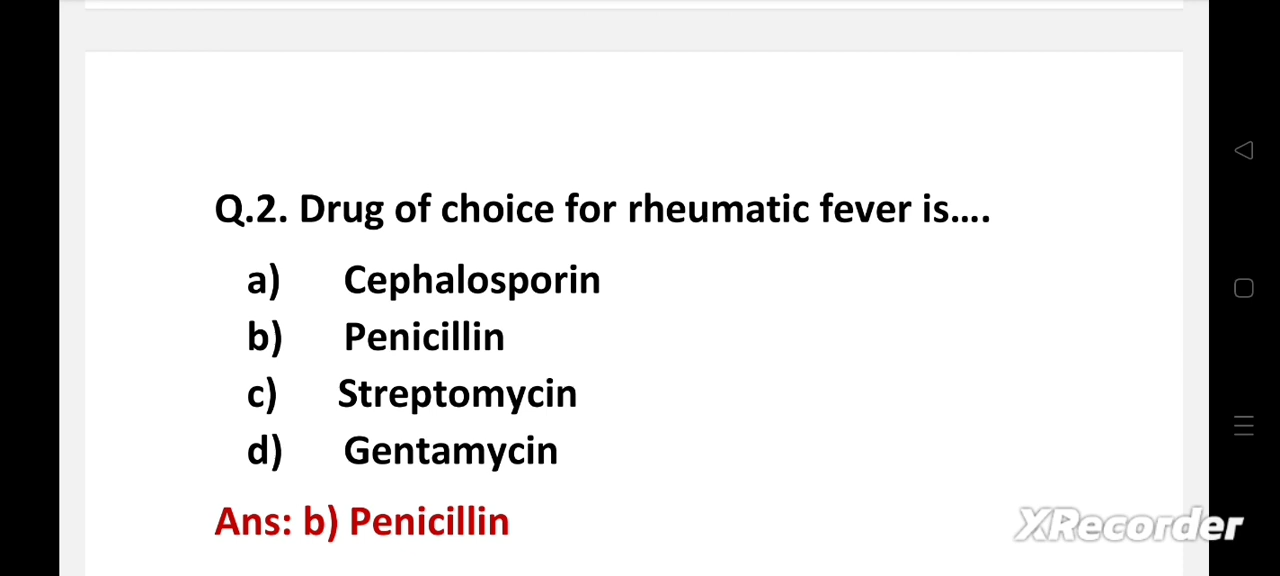 Q.2. Drug of choice for rheumatic fever is....
a) Cephalosporin
b) Penicillin
c) Streptomycin
d) Gentamycin
Ans: b) Penicillin
XRecorder